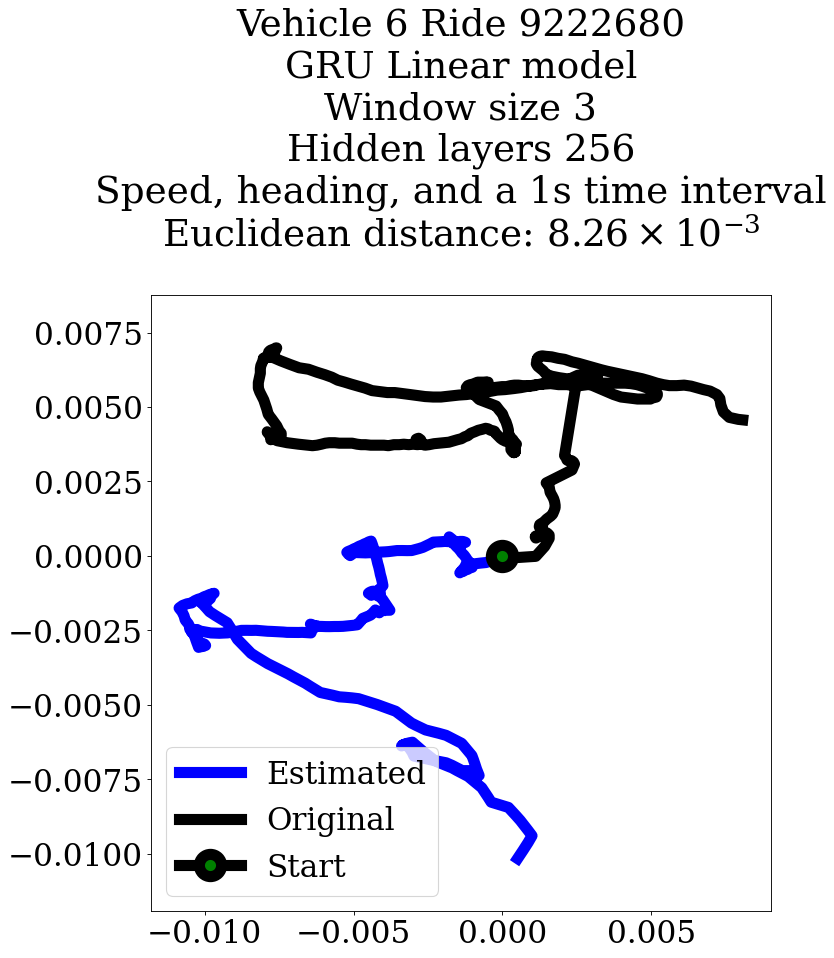 Vehicle 6 Ride 9222680
GRU Linear model
Window size 3
Hidden layers 256
Speed, heading, and a 1s time interval
Euclidean distance: 8.26 × 10⁻³
0.0075
0.0050
0.0025
0.0000
−0.0025
−0.0050
−0.0075
−0.0100
Estimated
Original
Start
−0.010 −0.005 0.000 0.005